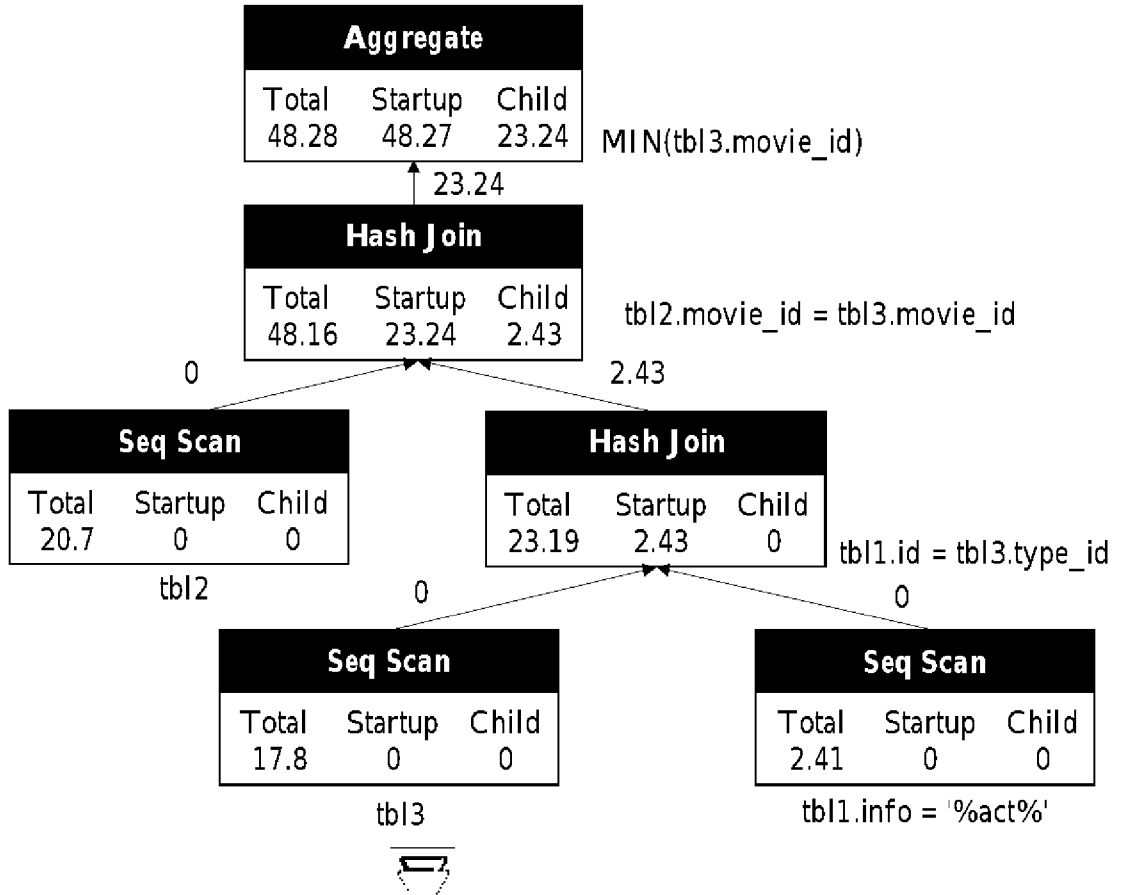 Aggregate
Total Startup Child
48.28 48.27 23.24
MIN(tbl3.movie_id)
23.24
Hash Join
Total Startup Child
48.16 23.24 2.43
tbl2.movie_id = tbl3.movie_id
0
2.43
Seq Scan
Total Startup Child
20.7 0 0
tbl2
Hash Join
Total Startup Child
23.19 2.43 0
tbl1.id = tbl3.type_id
0
0
Seq Scan
Total Startup Child
17.8 0 0
tbl3
Seq Scan
Total Startup Child
2.41 0 0
tbl1.info = '%act%'